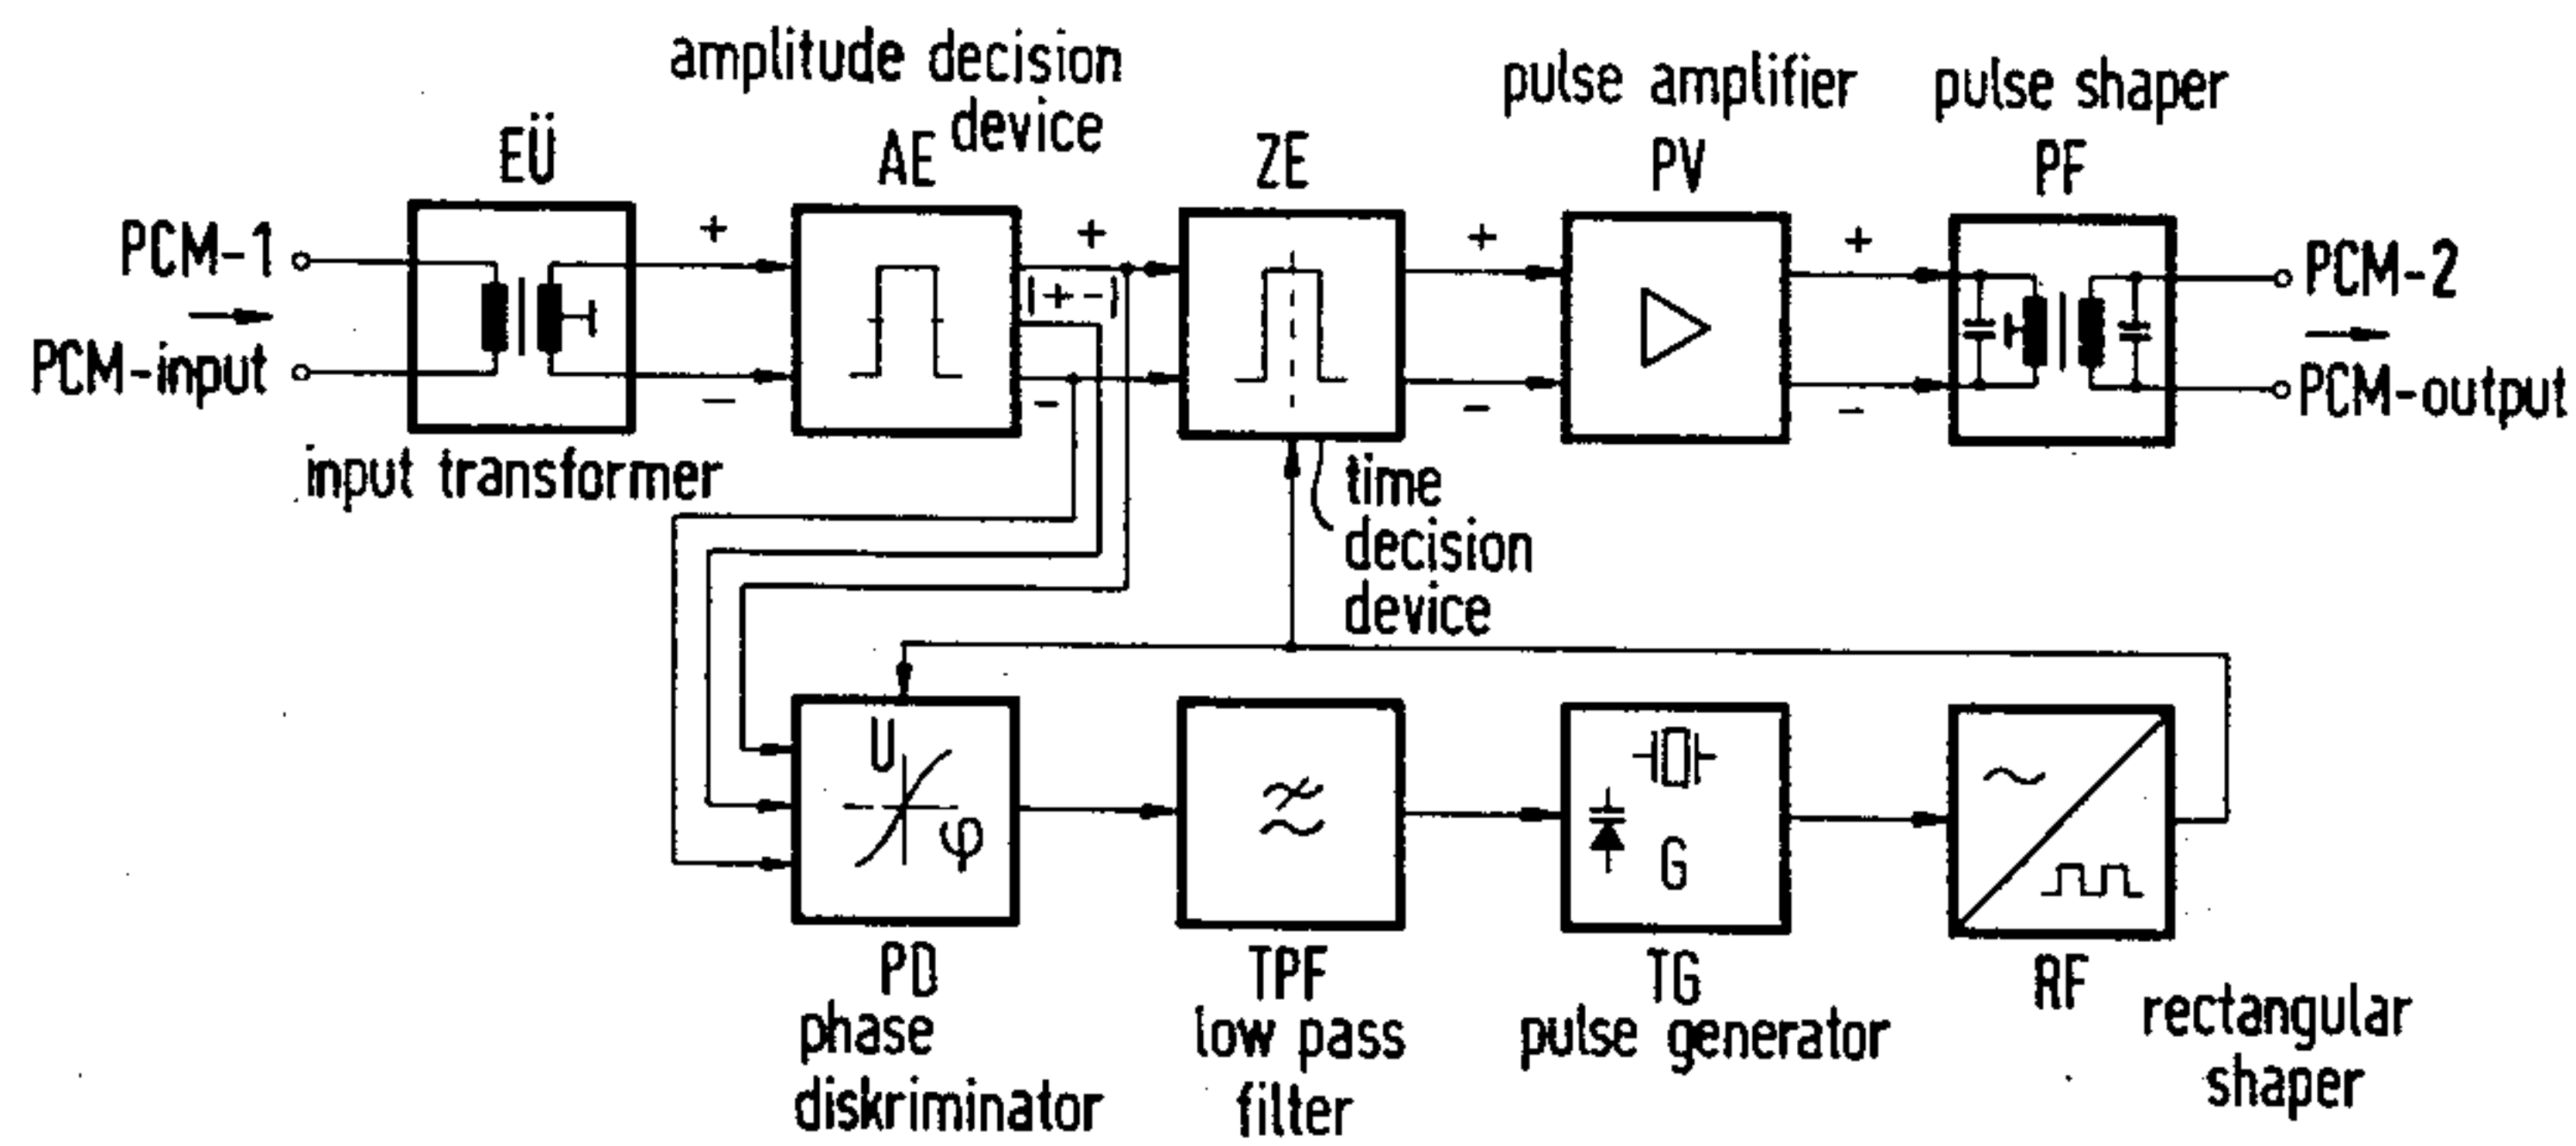 amplitude decision
device
pulse amplifier
pulse shaper
EÜ
AE
ZE
PV
PF
PCM-1
PCM-input
+
-
+
|+-|
-
+
-
+
-
PCM-2
PCM-output
input transformer
time
decision
device
U
φ
G
PD
phase
diskriminator
TPF
low pass
filter
TG
pulse generator
RF
rectangular
shaper